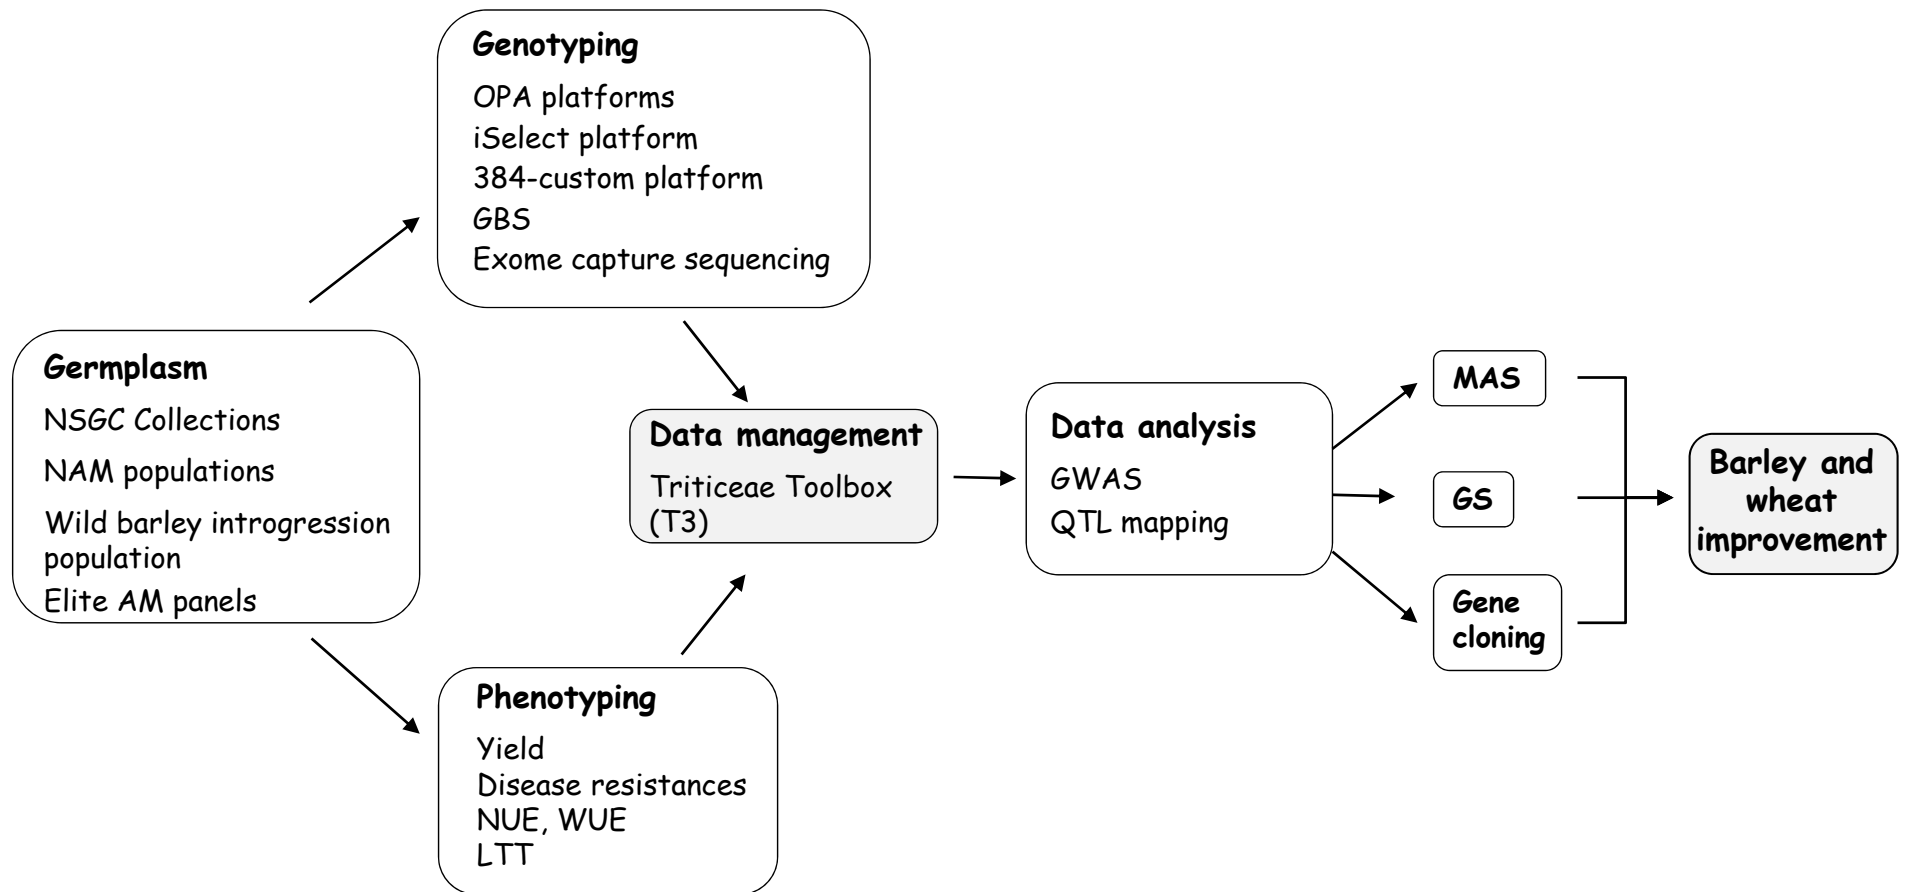 Genotyping
OPA platforms
iSelect platform
384-custom platform
GBS
Exome capture sequencing
Germplasm
NSGC Collections
NAM populations
Wild barley introgression
population
Elite AM panels
Phenotyping
Yield
Disease resistances
NUE, WUE
LTT
Data management
Triticeae Toolbox
(T3)
Data analysis
GWAS
QTL mapping
MAS
GS
Gene
cloning
Barley and
wheat
improvement